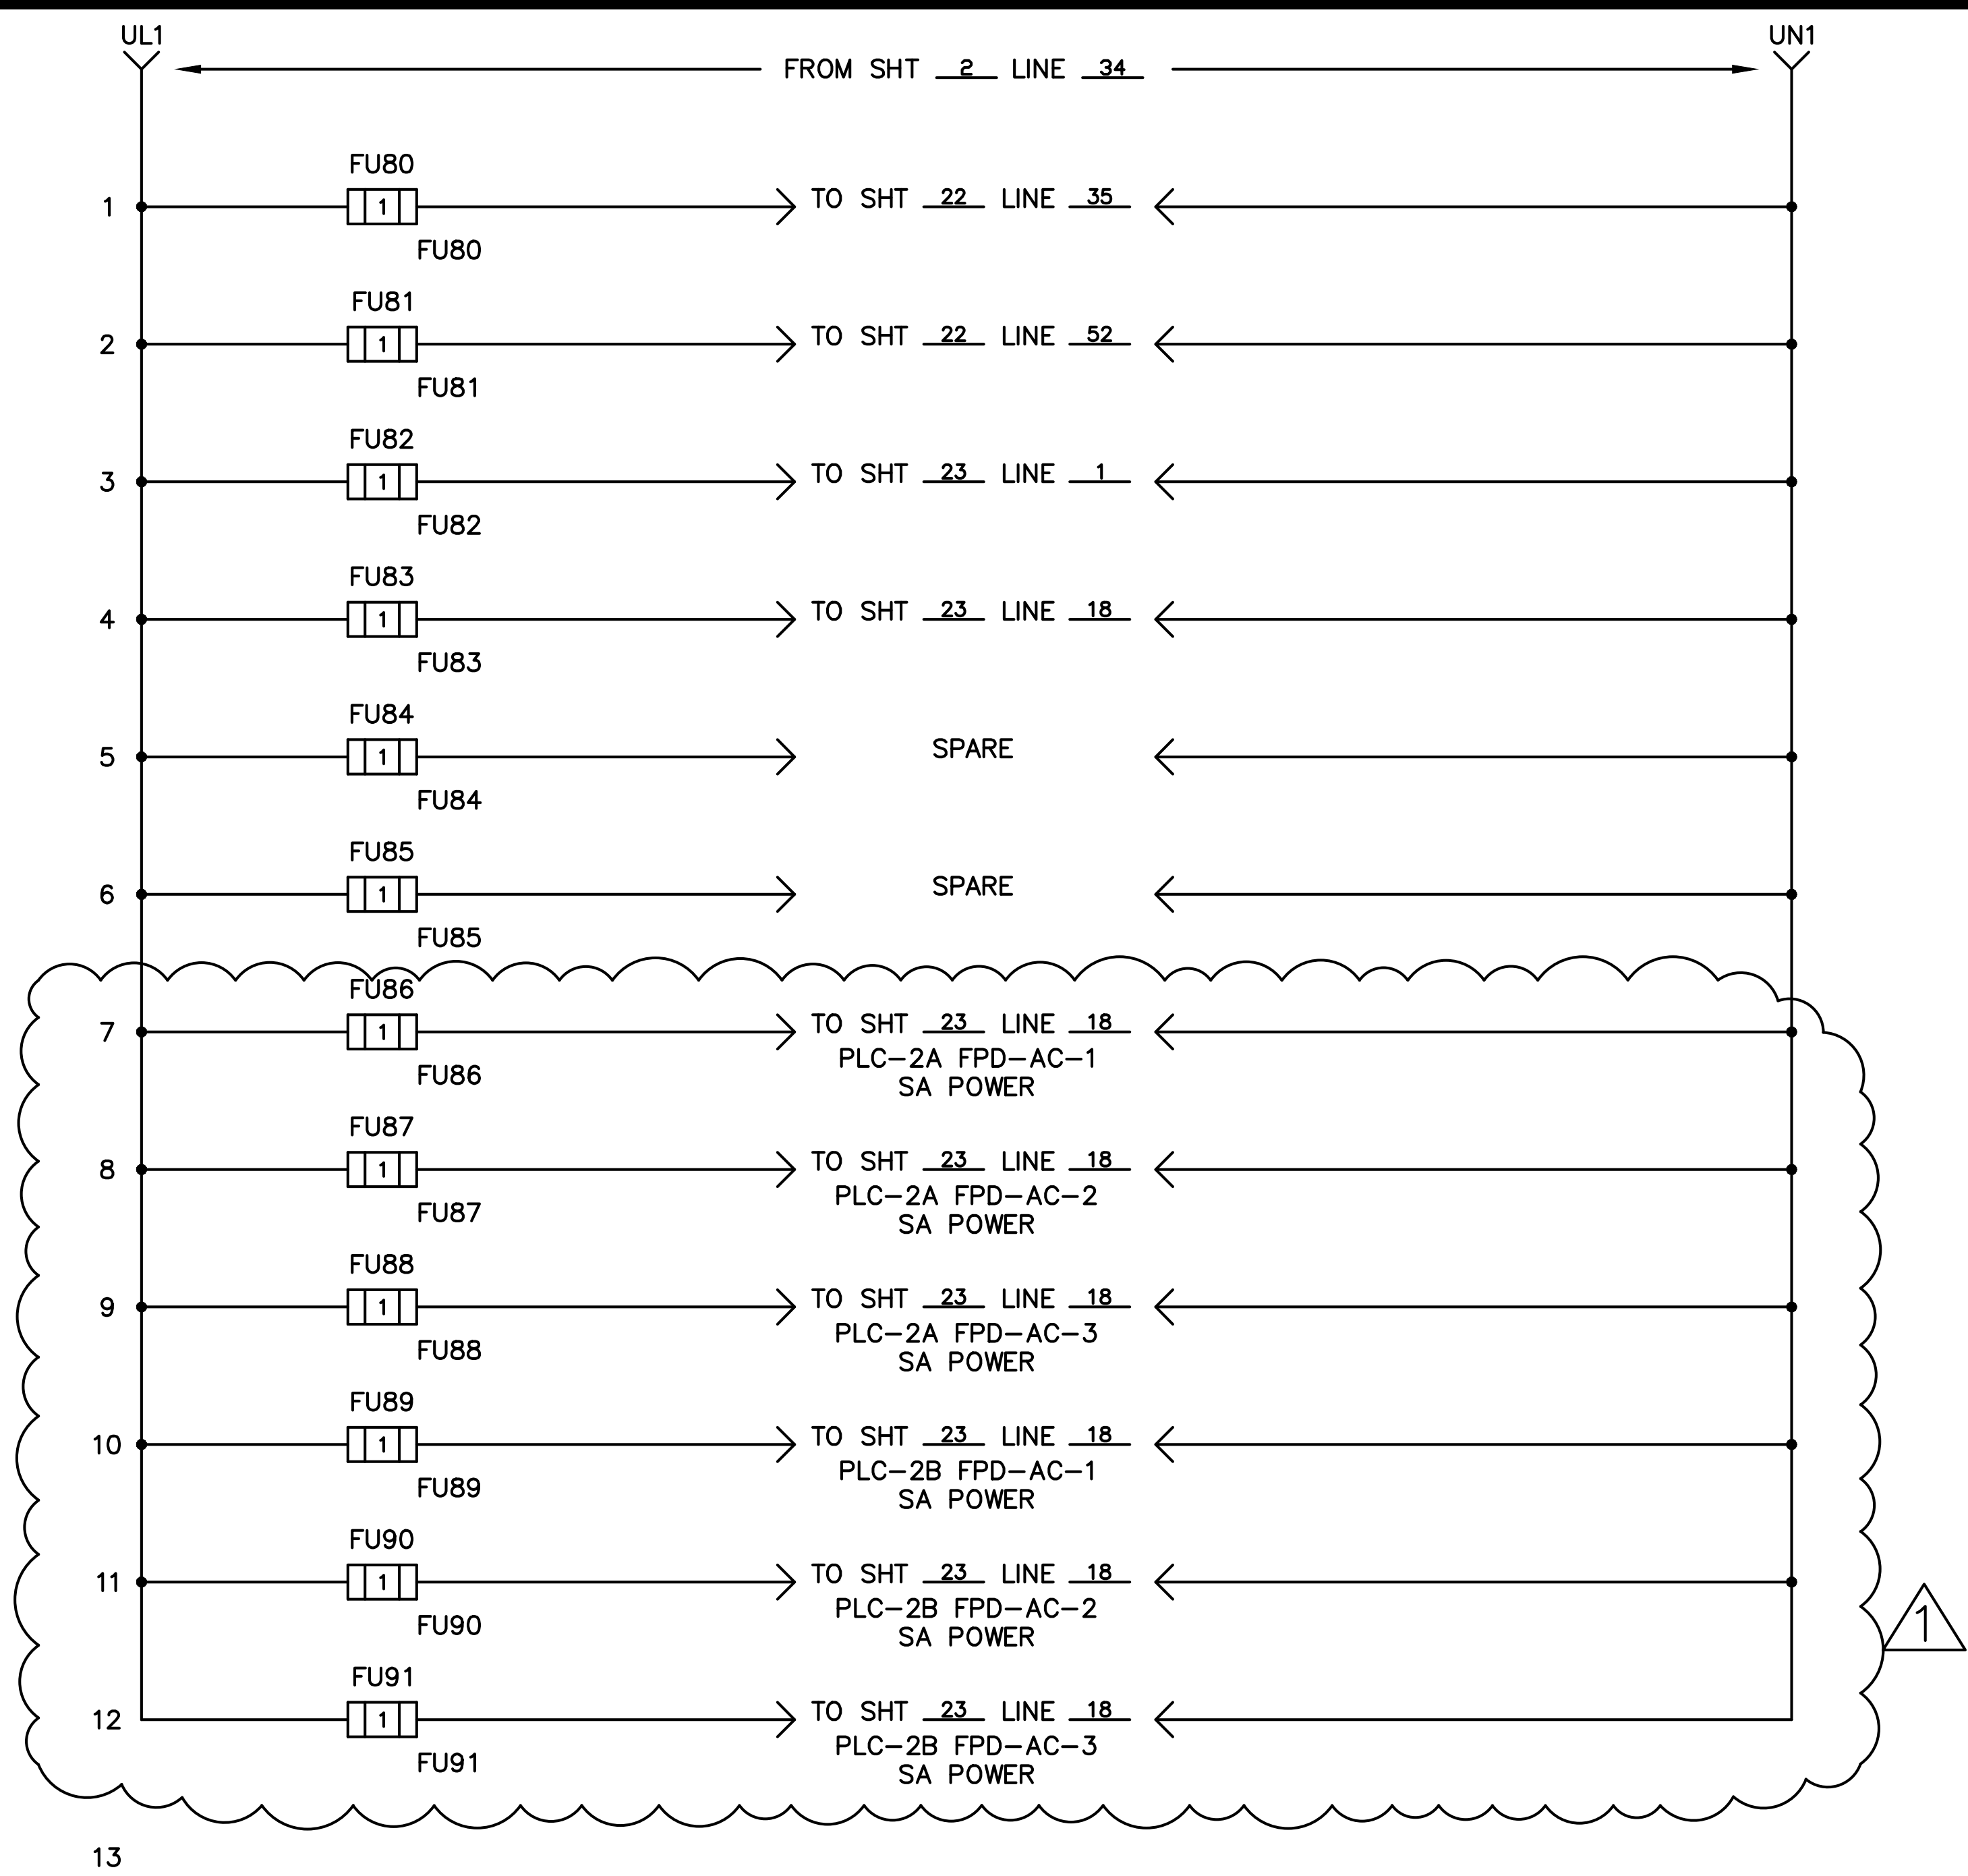 UL1 UN1
FROM SHT 2 LINE 34
FU80
1 1 TO SHT 22 LINE 35
FU80
FU81
2 1 TO SHT 22 LINE 52
FU81
FU82
3 1 TO SHT 23 LINE 1
FU82
FU83
4 1 TO SHT 23 LINE 18
FU83
FU84
5 1 SPARE
FU84
FU85
6 1 SPARE
FU85
FU86
7 1 TO SHT 23 LINE 18
PLC-2A FPD-AC-1
FU86 SA POWER
FU87
8 1 TO SHT 23 LINE 18
PLC-2A FPD-AC-2
FU87 SA POWER
FU88
9 1 TO SHT 23 LINE 18
PLC-2A FPD-AC-3
FU88 SA POWER
FU89
10 1 TO SHT 23 LINE 18
PLC-2B FPD-AC-1
FU89 SA POWER
FU90
11 1 TO SHT 23 LINE 18
PLC-2B FPD-AC-2
FU90 SA POWER
1
FU91
12 1 TO SHT 23 LINE 18
PLC-2B FPD-AC-3
FU91 SA POWER
13